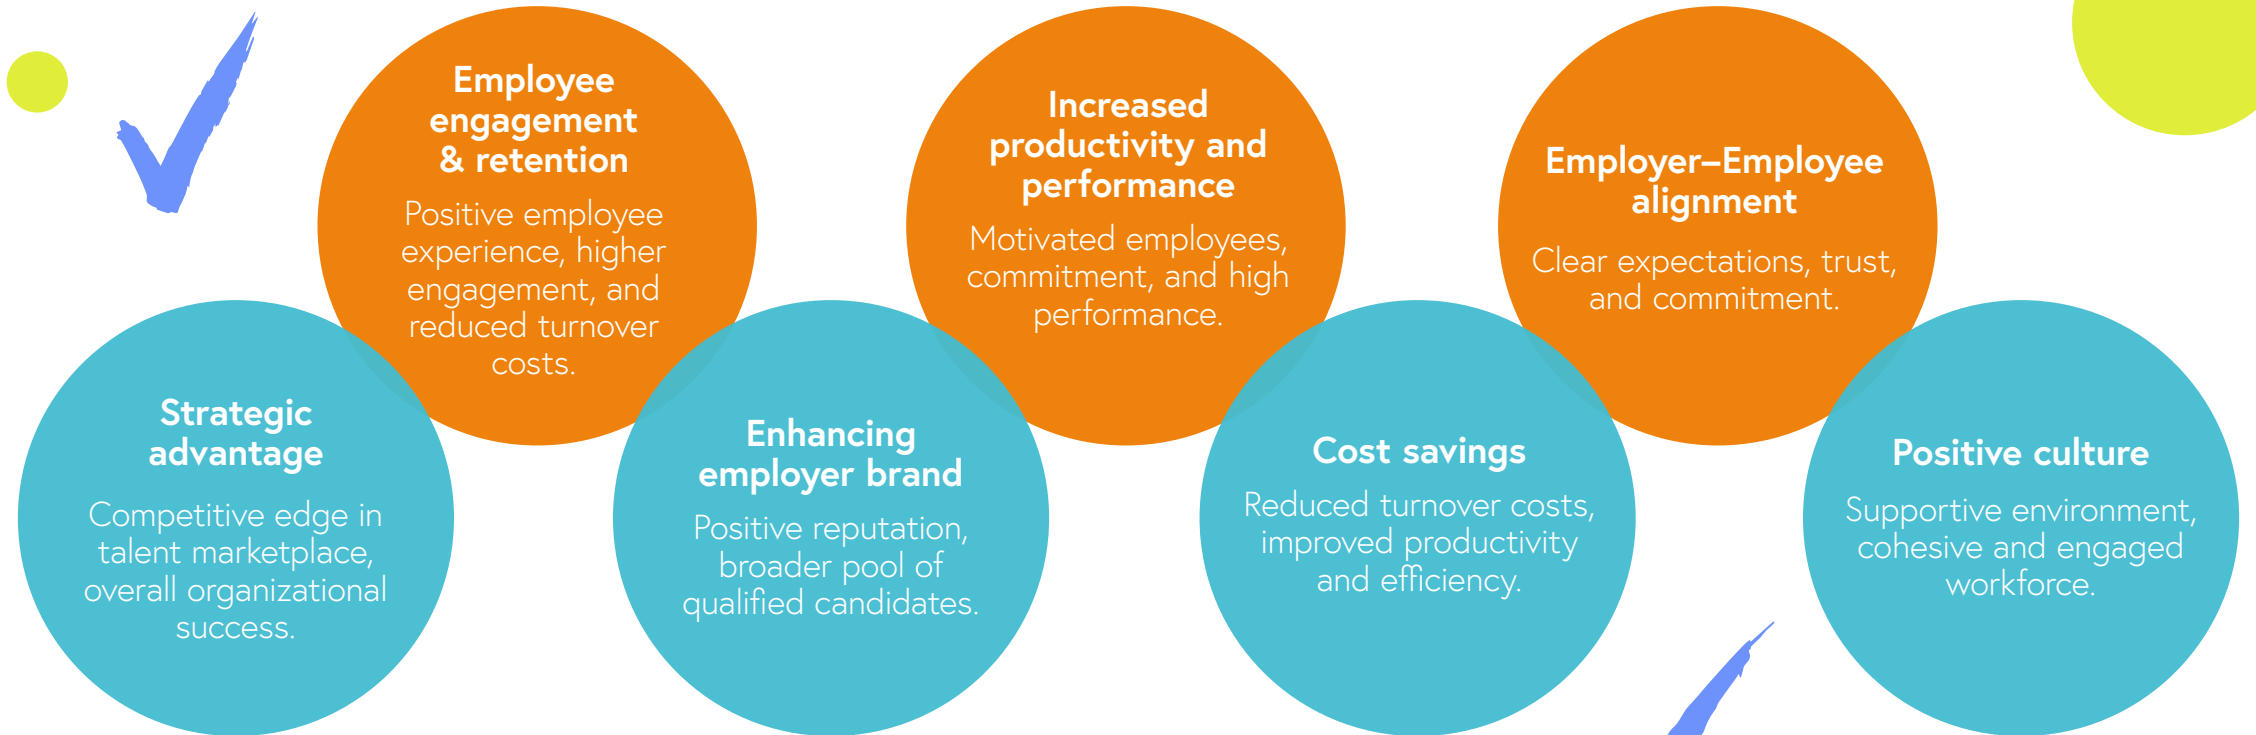 Employee
engagement
& retention
Positive employee
experience, higher
engagement, and
reduced turnover
costs.
Increased
productivity and
performance
Motivated employees,
commitment, and high
performance.
Employer–Employee
alignment
Clear expectations, trust,
and commitment.
Strategic
advantage
Competitive edge in
talent marketplace,
overall organizational
success.
Enhancing
employer brand
Positive reputation,
broader pool of
qualified candidates.
Cost savings
Reduced turnover costs,
improved productivity
and efficiency.
Positive culture
Supportive environment,
cohesive and engaged
workforce.